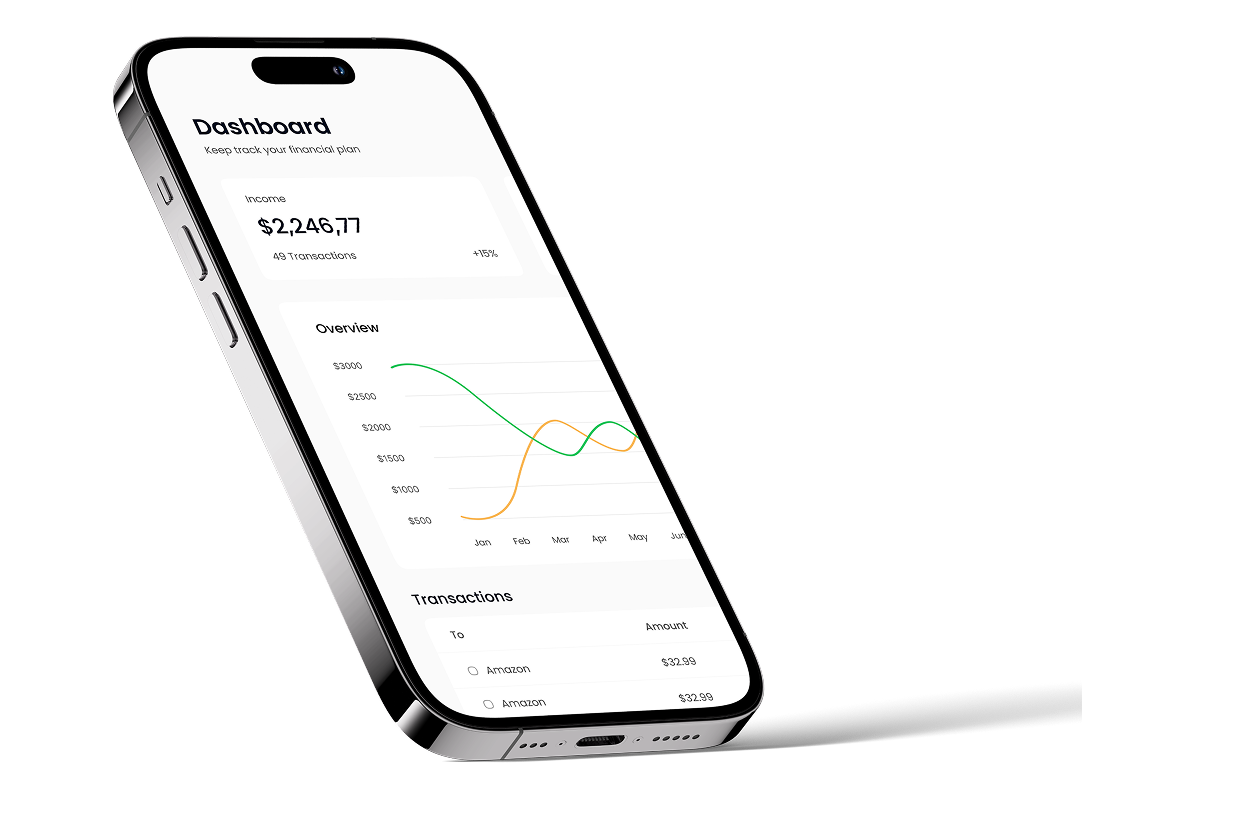 Dashboard
Keep track your financial plan
Income
$2,246,77
49 Transactions +15%
Overview
$3000
$2500
$2000
$1500
$1000
$500
Jan Feb Mar Apr May Jun
Transactions
To Amount
Amazon $32.99
Amazon $32.99